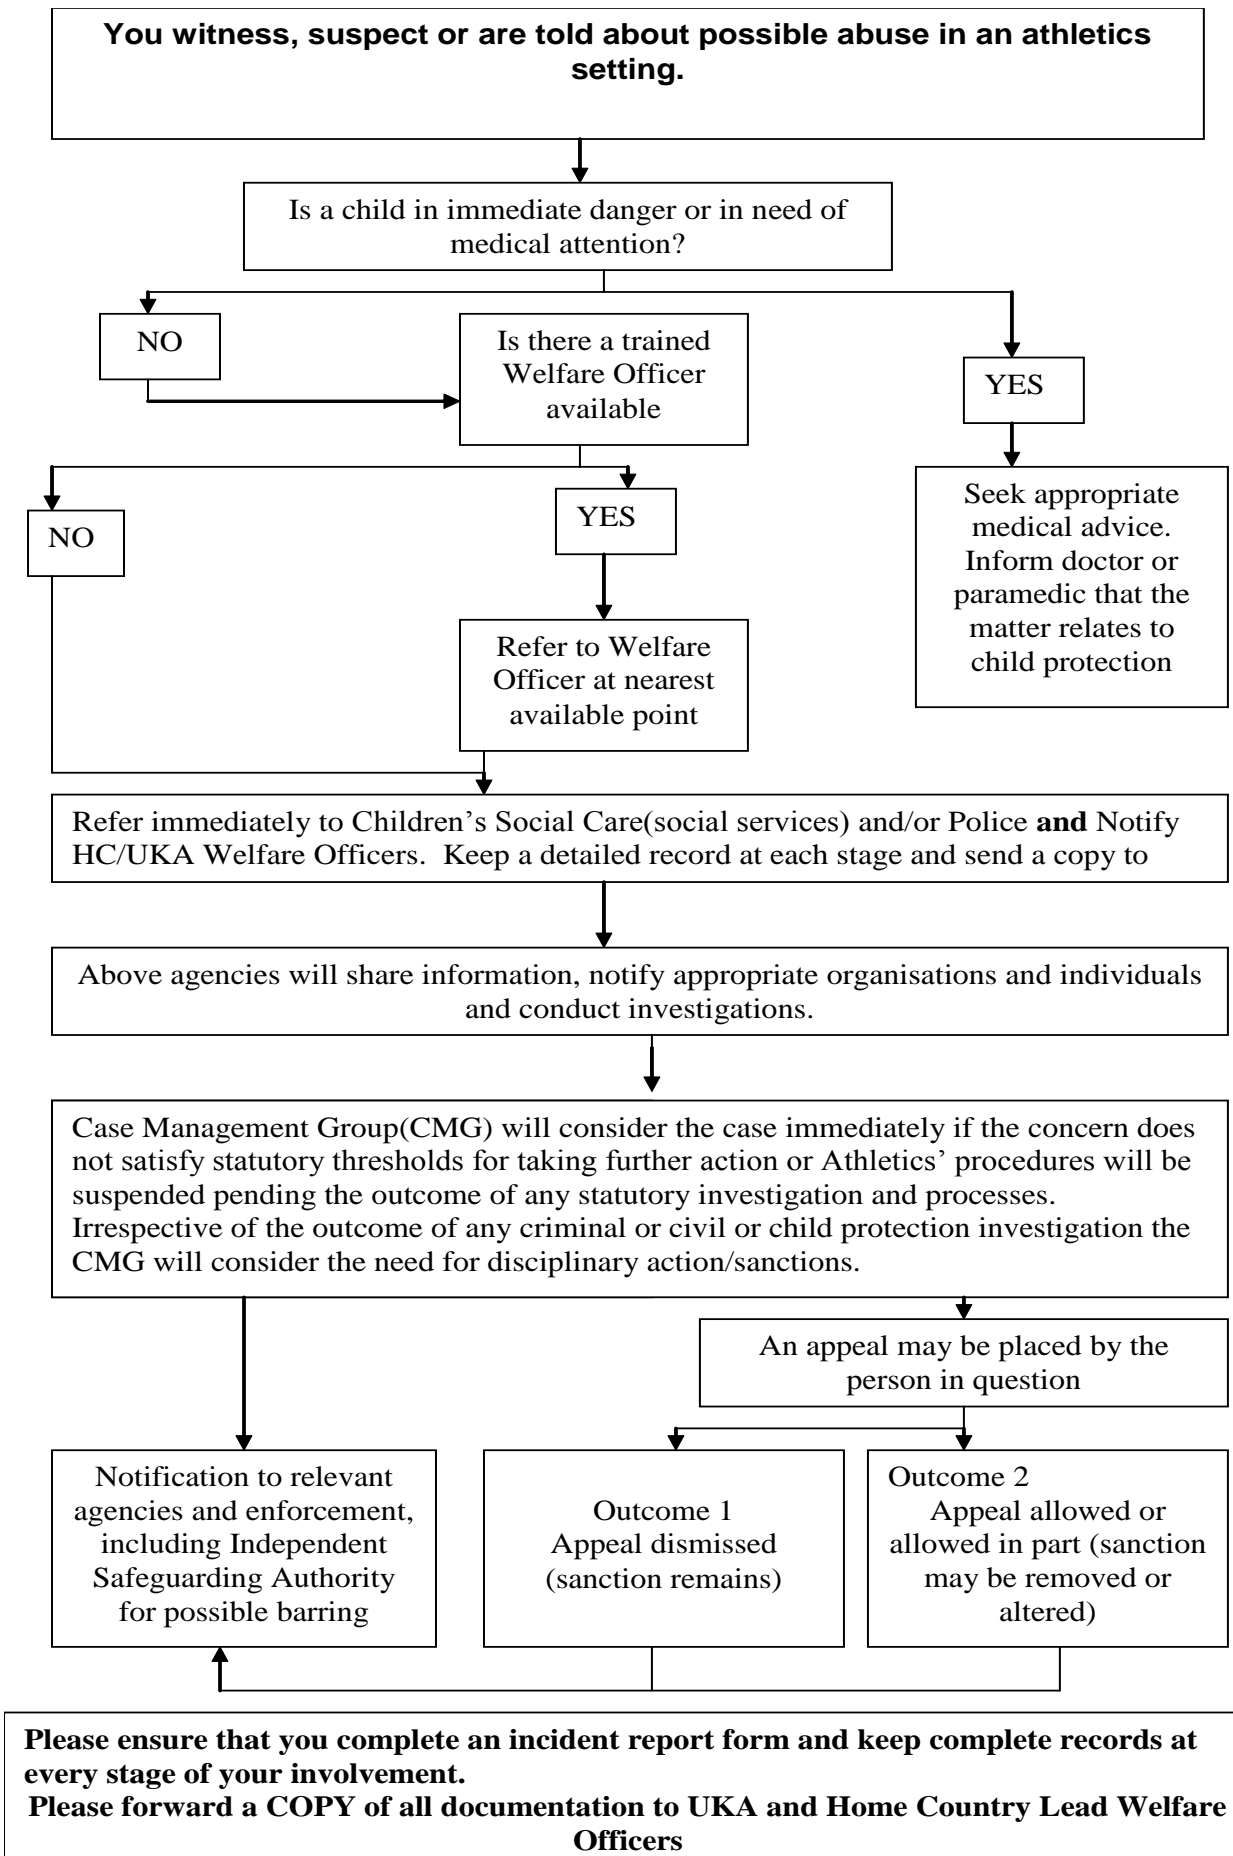 You witness, suspect or are told about possible abuse in an athletics
setting.
Is a child in immediate danger or in need of
medical attention?
NO
Is there a trained
Welfare Officer
available
YES
NO
YES
Seek appropriate
medical advice.
Inform doctor or
paramedic that the
matter relates to
child protection
Refer to Welfare
Officer at nearest
available point
Refer immediately to Children’s Social Care(social services) and/or Police and Notify
HC/UKA Welfare Officers.  Keep a detailed record at each stage and send a copy to
Above agencies will share information, notify appropriate organisations and individuals
and conduct investigations.
Case Management Group(CMG) will consider the case immediately if the concern does
not satisfy statutory thresholds for taking further action or Athletics’ procedures will be
suspended pending the outcome of any statutory investigation and processes.
Irrespective of the outcome of any criminal or civil or child protection investigation the
CMG will consider the need for disciplinary action/sanctions.
An appeal may be placed by the
person in question
Notification to relevant
agencies and enforcement,
including Independent
Safeguarding Authority
for possible barring
Outcome 1
Appeal dismissed
(sanction remains)
Outcome 2
Appeal allowed or
allowed in part (sanction
may be removed or
altered)
Please ensure that you complete an incident report form and keep complete records at
every stage of your involvement.
Please forward a COPY of all documentation to UKA and Home Country Lead Welfare
Officers